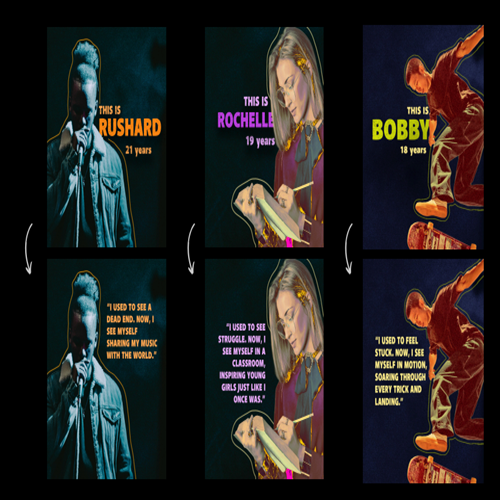 THIS IS
RUSHARD
21 years
THIS IS
ROCHELLE
19 years
THIS IS
BOBBY
18 years
"I USED TO SEE A
DEAD END. NOW, I
SEE MYSELF
SHARING MY MUSIC
WITH THE WORLD."
"I USED TO SEE
STRUGGLE. NOW, I
SEE MYSELF IN A
CLASSROOM,
INSPIRING YOUNG
GIRLS JUST LIKE I
ONCE WAS."
"I USED TO FEEL
STUCK. NOW, I SEE
MYSELF IN MOTION,
SOARING THROUGH
EVERY TRICK AND
LANDING."